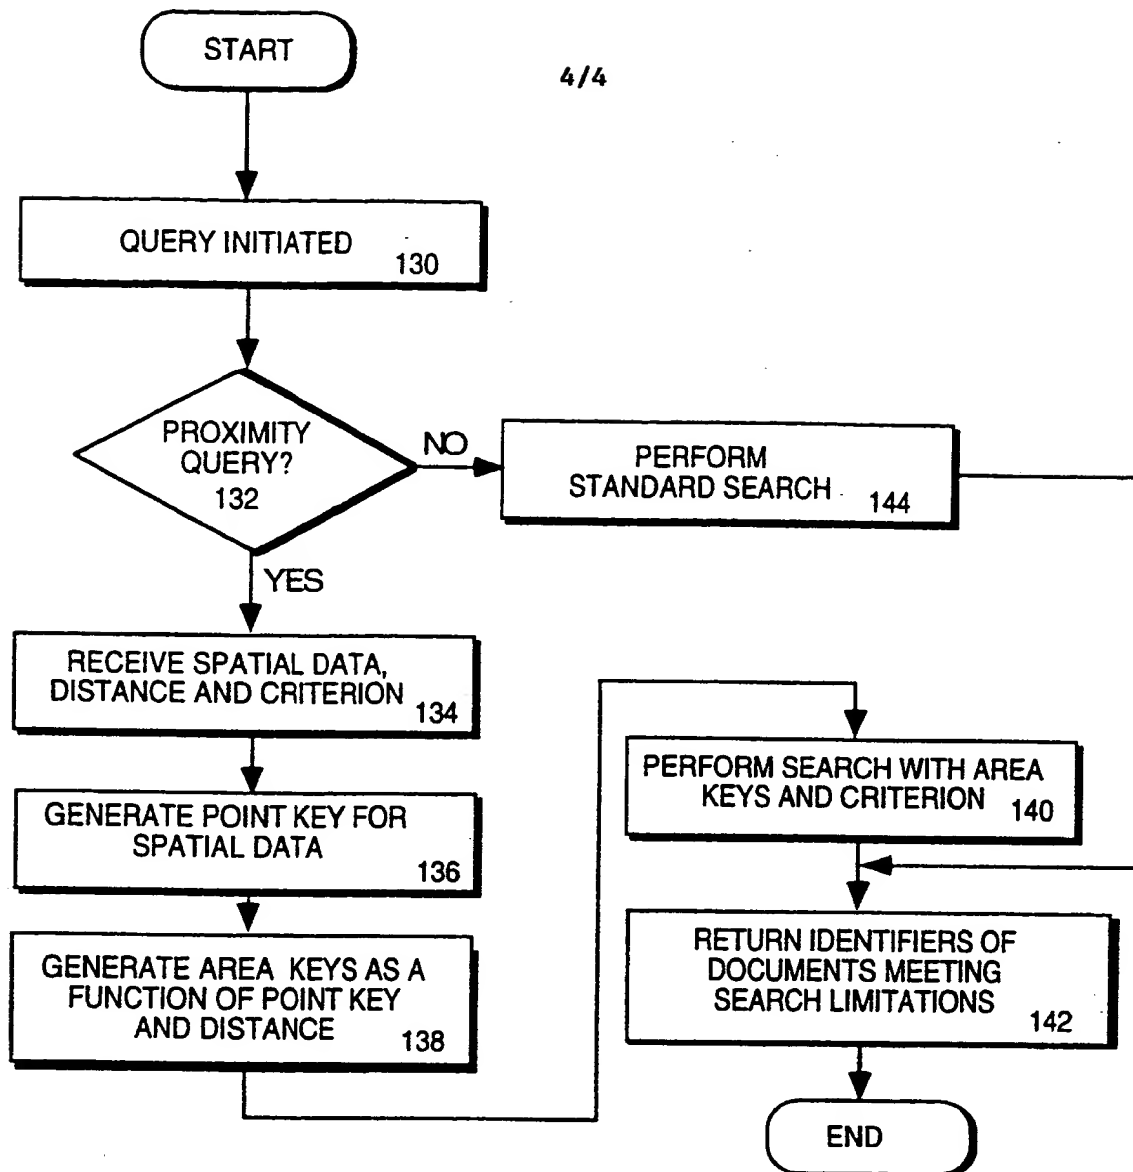 START
4/4
QUERY INITIATED
130
PROXIMITY
QUERY?
132
NO
PERFORM
STANDARD SEARCH
144
YES
RECEIVE SPATIAL DATA,
DISTANCE AND CRITERION
134
GENERATE POINT KEY FOR
SPATIAL DATA
136
GENERATE AREA KEYS AS A
FUNCTION OF POINT KEY
AND DISTANCE
138
PERFORM SEARCH WITH AREA
KEYS AND CRITERION
140
RETURN IDENTIFIERS OF
DOCUMENTS MEETING
SEARCH LIMITATIONS
142
END